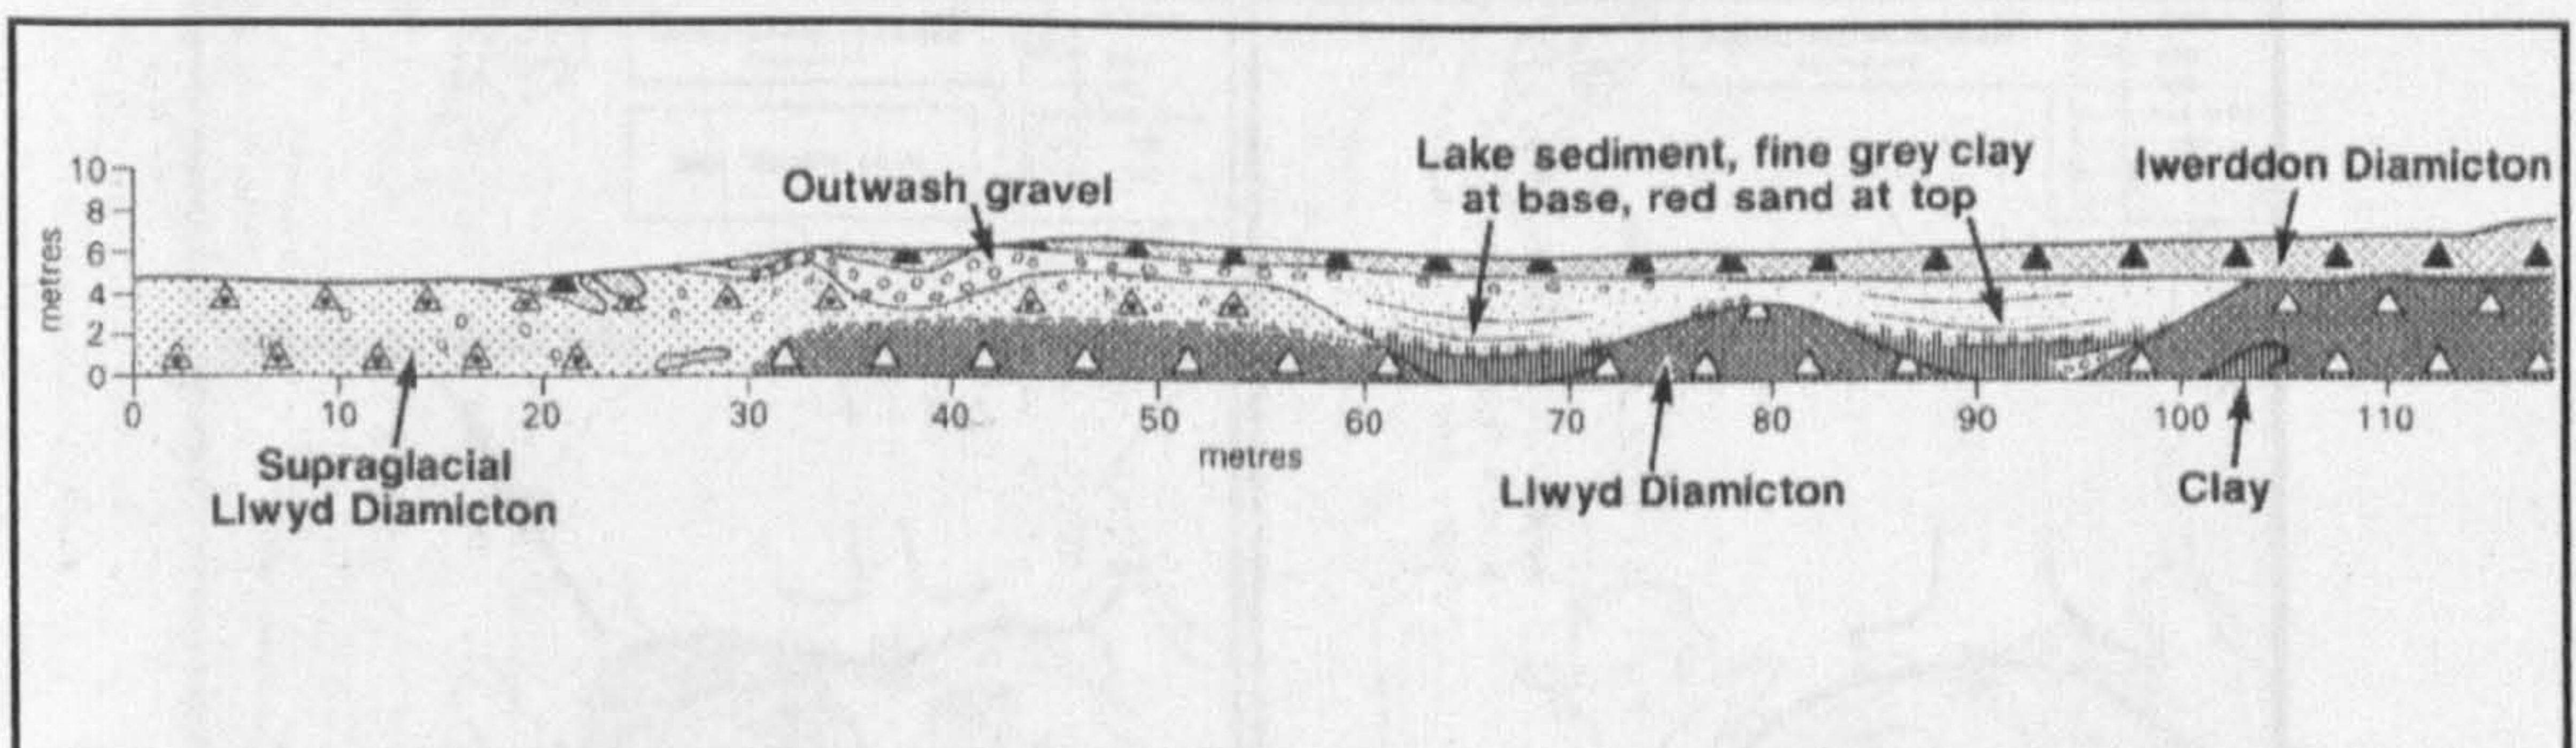 Lake sediment, fine grey clay
at base, red sand at top
Iwerddon Diamicton
Outwash gravel
10
8
6
4
2
0
metres
0 10 20 30 40 50 60 70 80 90 100 110
metres
Supraglacial
Llwyd Diamicton
Llwyd Diamicton
Clay